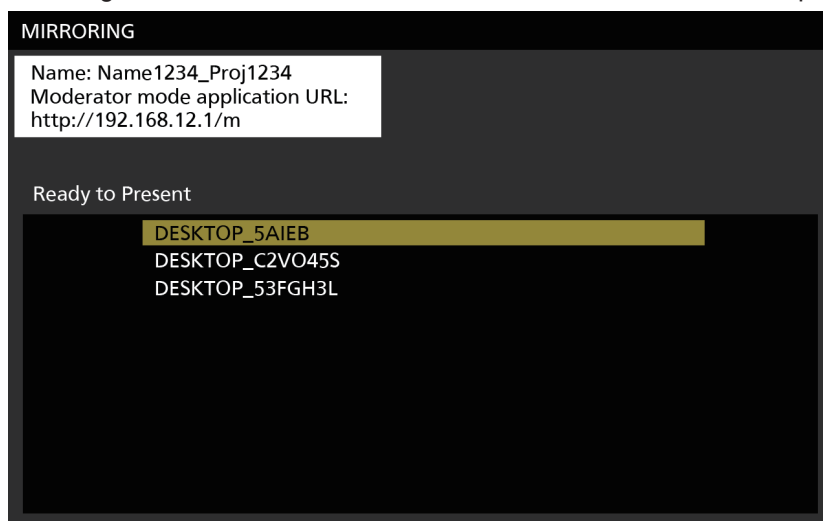 MIRRORING
Name: Name1234_Proj1234
Moderator mode application URL:
http://192.168.12.1/m
Ready to Present
DESKTOP_5AIEB
DESKTOP_C2VO45S
DESKTOP_53FGH3L